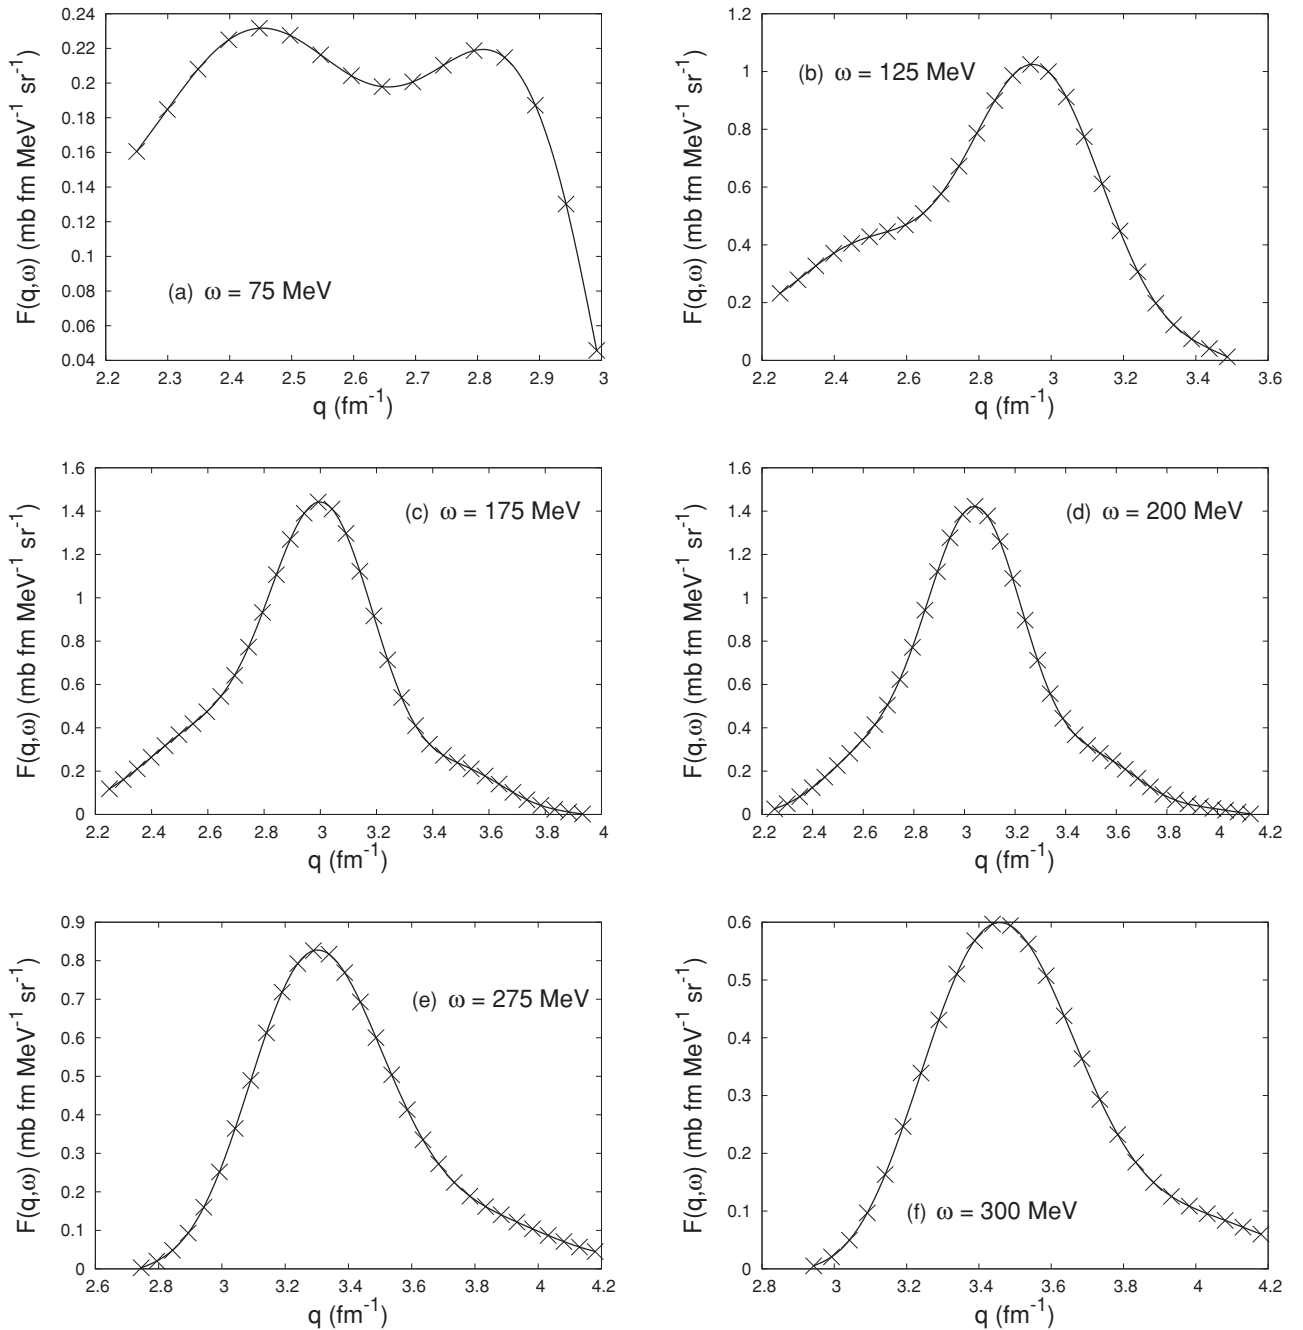 0.24
0.22
0.2
0.18
0.16
0.14
0.12
0.1
0.08
0.06
0.04
2.2 2.3 2.4 2.5 2.6 2.7 2.8 2.9 3
F(q,ω) (mb fm MeV⁻¹ sr⁻¹)
q (fm⁻¹)
(a) ω = 75 MeV
1.2
1
0.8
0.6
0.4
0.2
0
2.2 2.4 2.6 2.8 3 3.2 3.4 3.6
F(q,ω) (mb fm MeV⁻¹ sr⁻¹)
q (fm⁻¹)
(b) ω = 125 MeV
1.6
1.4
1.2
1
0.8
0.6
0.4
0.2
0
2.2 2.4 2.6 2.8 3 3.2 3.4 3.6 3.8 4
F(q,ω) (mb fm MeV⁻¹ sr⁻¹)
q (fm⁻¹)
(c) ω = 175 MeV
1.6
1.4
1.2
1
0.8
0.6
0.4
0.2
0
2.2 2.4 2.6 2.8 3 3.2 3.4 3.6 3.8 4 4.2
F(q,ω) (mb fm MeV⁻¹ sr⁻¹)
q (fm⁻¹)
(d) ω = 200 MeV
0.9
0.8
0.7
0.6
0.5
0.4
0.3
0.2
0.1
0
2.6 2.8 3 3.2 3.4 3.6 3.8 4 4.2
F(q,ω) (mb fm MeV⁻¹ sr⁻¹)
q (fm⁻¹)
(e) ω = 275 MeV
0.6
0.5
0.4
0.3
0.2
0.1
0
2.8 3 3.2 3.4 3.6 3.8 4 4.2
F(q,ω) (mb fm MeV⁻¹ sr⁻¹)
q (fm⁻¹)
(f) ω = 300 MeV